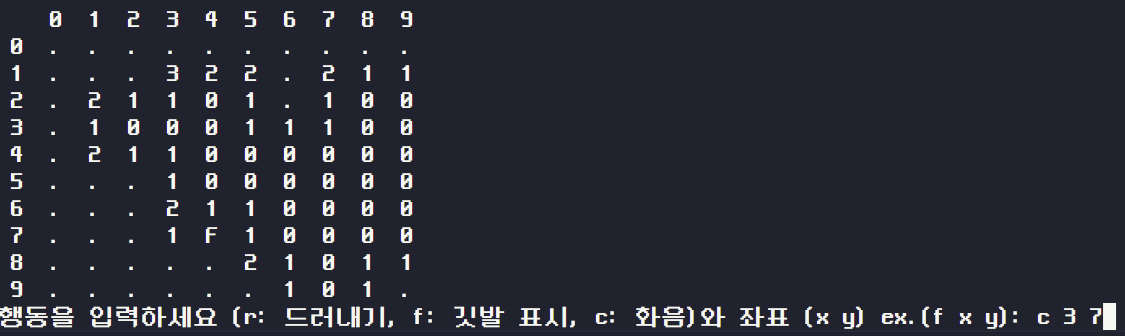 0 1 2 3 4 5 6 7 8 9
0 . . . . . . . . . .
1 . . . 3 2 2 . 2 1 1
2 . 2 1 1 0 1 . 1 0 0
3 . 1 0 0 0 1 1 1 0 0
4 . 2 1 1 0 0 0 0 0 0
5 . . . 1 0 0 0 0 0 0
6 . . . 2 1 1 0 0 0 0
7 . . . 1 F 1 0 0 0 0
8 . . . . . 2 1 0 1 1
9 . . . . . . 1 0 1 .
행동을 입력하세요 (r: 드러내기, f: 깃발 표시, c: 화음)와 좌표 (x y) ex.(f x y): c 3 7